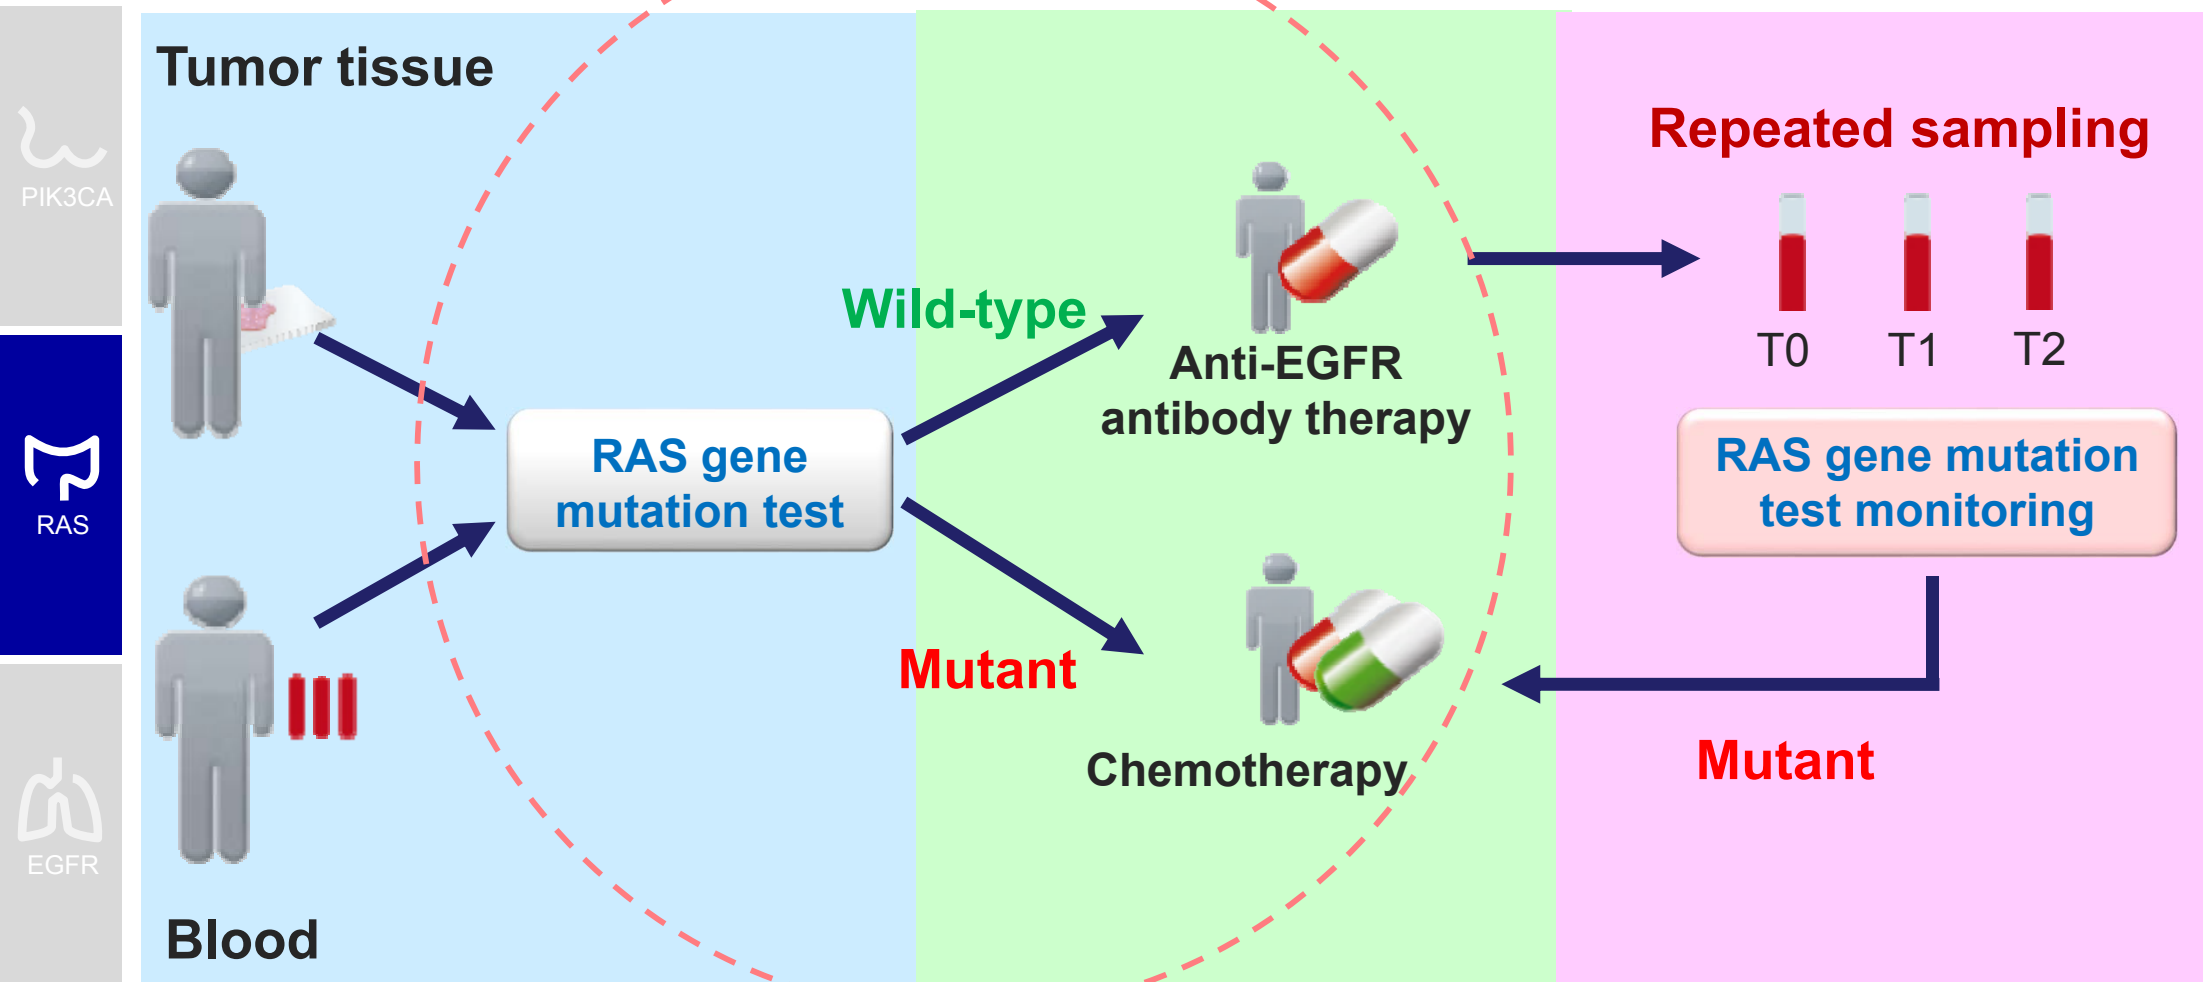 PIK3CA
RAS
EGFR
Tumor tissue
Blood
RAS gene
mutation test
Wild-type
Mutant
Anti-EGFR
antibody therapy
Chemotherapy
Repeated sampling
T0 T1 T2
RAS gene mutation
test monitoring
Mutant